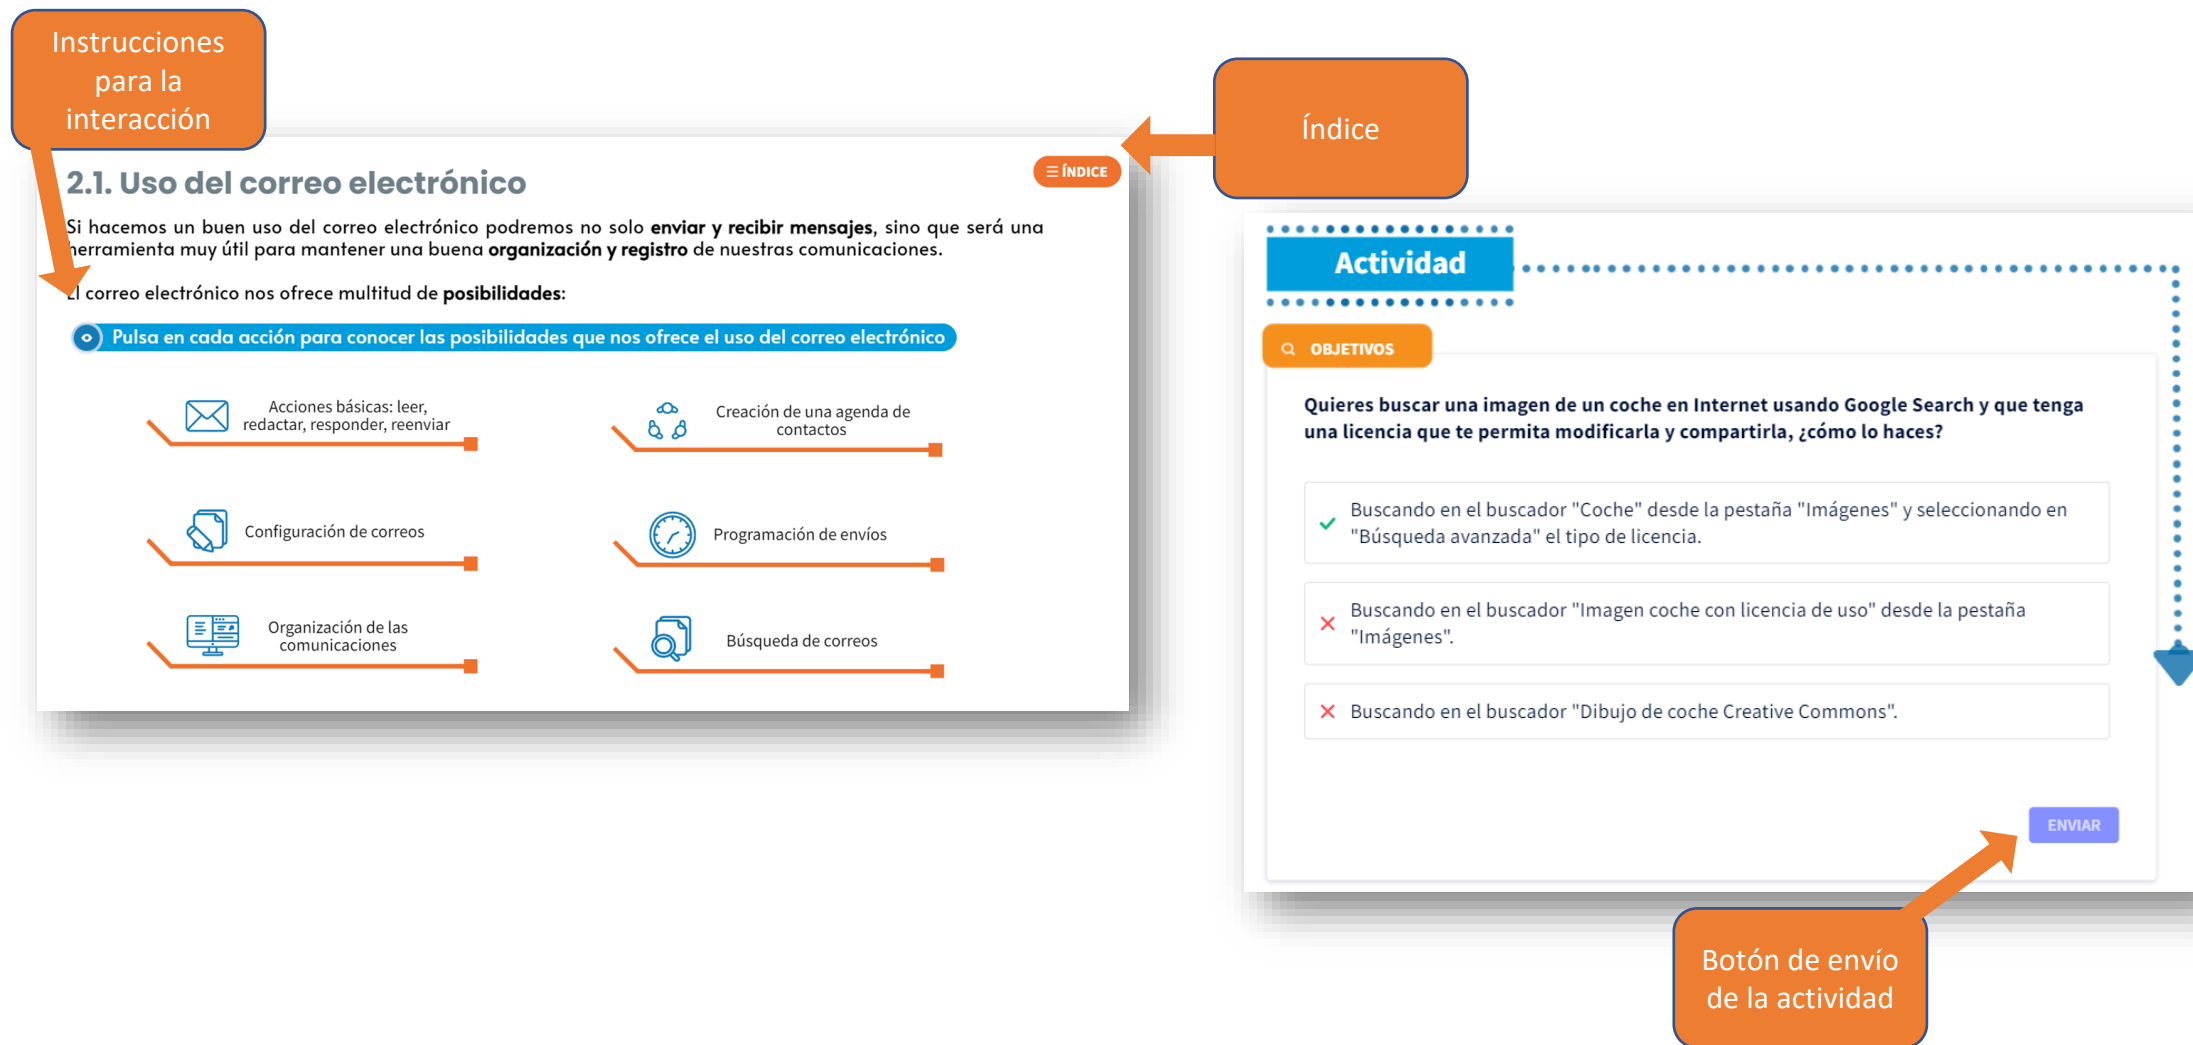 Instrucciones
para la
interacción
Índice
2.1. Uso del correo electrónico
☰ ÍNDICE
Si hacemos un buen uso del correo electrónico podremos no solo enviar y recibir mensajes, sino que será una
herramienta muy útil para mantener una buena organización y registro de nuestras comunicaciones.
El correo electrónico nos ofrece multitud de posibilidades:
Pulsa en cada acción para conocer las posibilidades que nos ofrece el uso del correo electrónico
Acciones básicas: leer,
redactar, responder, reenviar
Creación de una agenda de
contactos
Configuración de correos
Programación de envíos
Organización de las
comunicaciones
Búsqueda de correos
Actividad
OBJETIVOS
Quieres buscar una imagen de un coche en Internet usando Google Search y que tenga
una licencia que te permita modificarla y compartirla, ¿cómo lo haces?
Buscando en el buscador "Coche" desde la pestaña "Imágenes" y seleccionando en
"Búsqueda avanzada" el tipo de licencia.
Buscando en el buscador "Imagen coche con licencia de uso" desde la pestaña
"Imágenes".
Buscando en el buscador "Dibujo de coche Creative Commons".
ENVIAR
Botón de envío
de la actividad